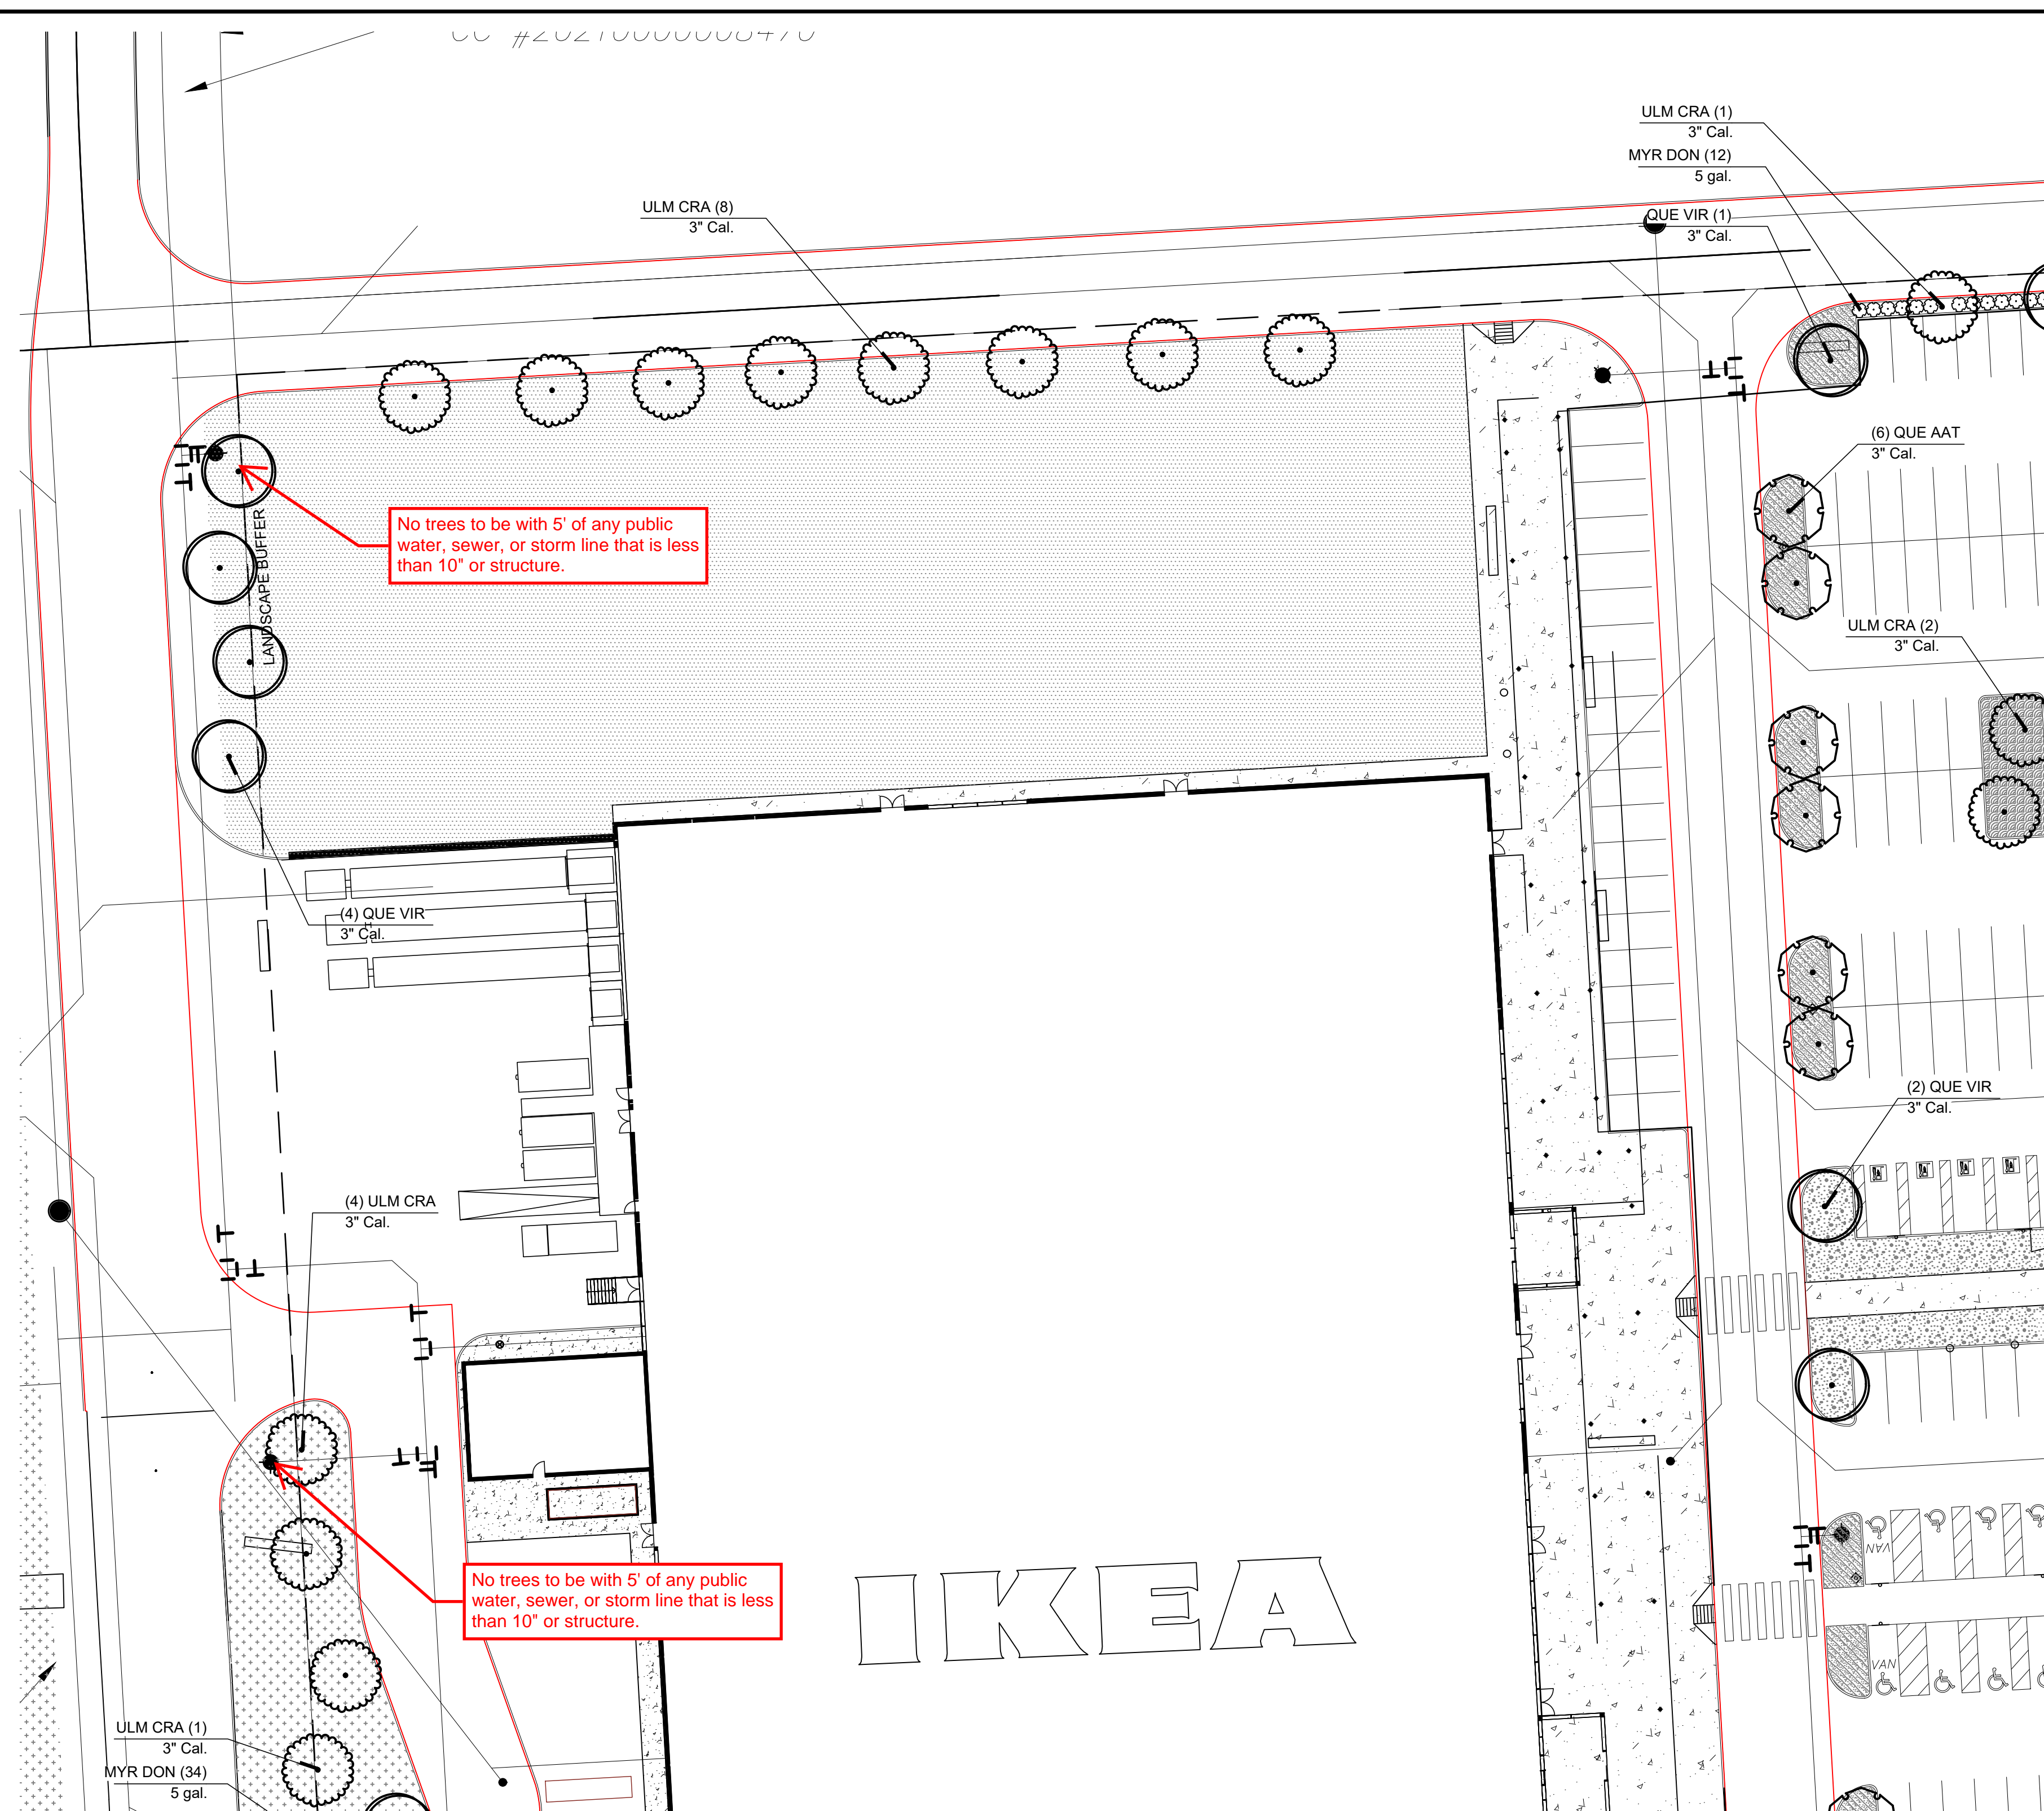 ULM CRA (1)
3" Cal.
MYR DON (12)
5 gal.
QUE VIR (1)
3" Cal.
ULM CRA (8)
3" Cal.
(6) QUE AAT
3" Cal.
No trees to be with 5' of any public
water, sewer, or storm line that is less
than 10" or structure.
LANDSCAPE BUFFER
ULM CRA (2)
3" Cal.
(4) QUE VIR
3" Cal.
(2) QUE VIR
3" Cal.
(4) ULM CRA
3" Cal.
VAN
No trees to be with 5' of any public
water, sewer, or storm line that is less
than 10" or structure.
IKEA
VAN
ULM CRA (1)
3" Cal.
MYR DON (34)
5 gal.